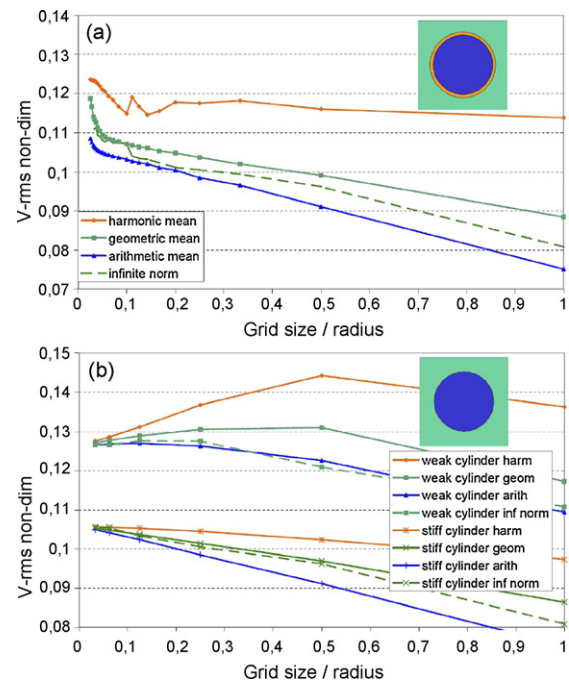 0,14
(a)
0,13
0,12
0,11
0,1
0,09
0,08
0,07
V-rms non-dim
harmonic mean
geometric mean
arithmetic mean
infinite norm
0 0,1 0,2 0,3 0,4 0,5 0,6 0,7 0,8 0,9 1
Grid size / radius
0,15
(b)
0,14
0,13
0,12
0,11
0,1
0,09
0,08
V-rms non-dim
weak cylinder harm
weak cylinder geom
weak cylinder arith
weak cylinder inf norm
stiff cylinder harm
stiff cylinder geom
stiff cylinder arith
stiff cylinder inf norm
0 0,1 0,2 0,3 0,4 0,5 0,6 0,7 0,8 0,9 1
Grid size / radius